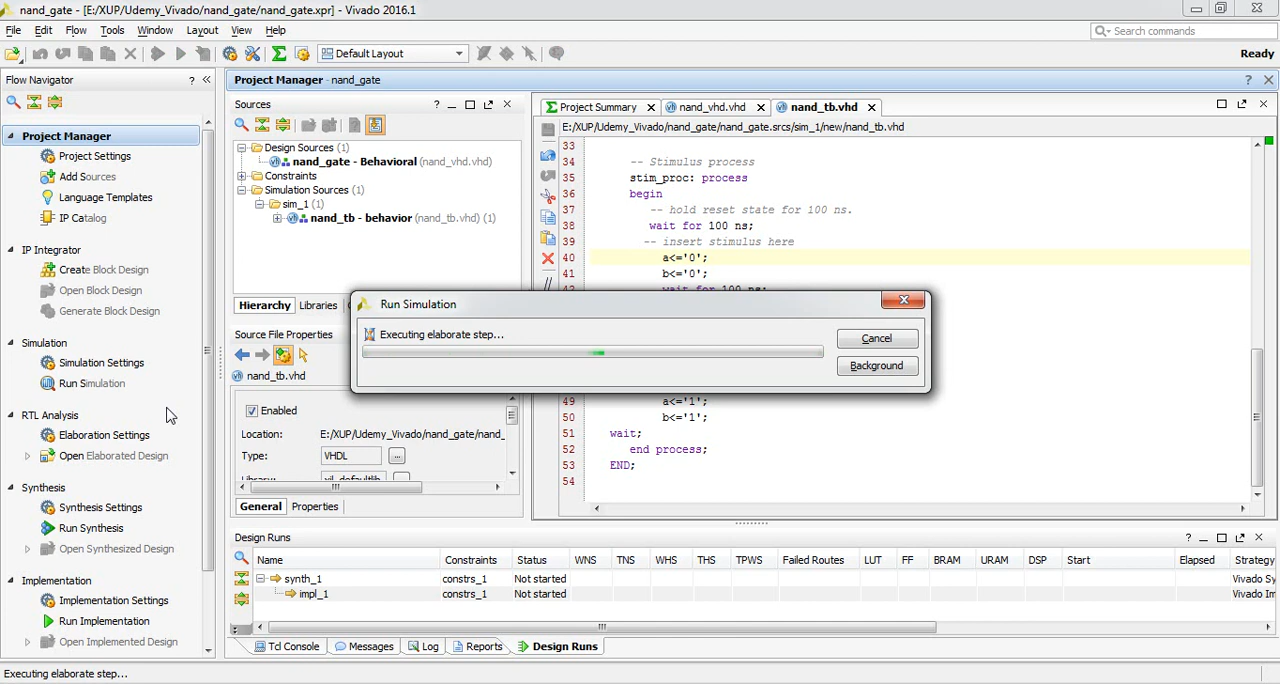 nand_gate - [E:/XUP/Udemy_Vivado/nand_gate/nand_gate.xpr] - Vivado 2016.1
File Edit Flow Tools Window Layout View Help
Search commands
Default Layout
Ready
Flow Navigator ? «
Project Manager
Project Settings
Add Sources
Language Templates
IP Catalog
IP Integrator
Create Block Design
Open Block Design
Generate Block Design
Simulation
Simulation Settings
Run Simulation
RTL Analysis
Elaboration Settings
Open Elaborated Design
Synthesis
Synthesis Settings
Run Synthesis
Open Synthesized Design
Implementation
Implementation Settings
Run Implementation
Open Implemented Design
Project Manager - nand_gate
Sources
Design Sources (1)
nand_gate - Behavioral (nand_vhd.vhd)
Constraints
Simulation Sources (1)
sim_1 (1)
nand_tb - behavior (nand_tb.vhd) (1)
Hierarchy Libraries
Source File Properties
nand_tb.vhd
Enabled
Location: E:/XUP/Udemy_Vivado/nand_gate/nand_
Type: VHDL
Library: xil_defaultlib
General Properties
Project Summary nand_vhd.vhd nand_tb.vhd
E:/XUP/Udemy_Vivado/nand_gate/nand_gate.srcs/sim_1/new/nand_tb.vhd
33
34 -- Stimulus process
35 stim_proc: process
36 begin
37 -- hold reset state for 100 ns.
38 wait for 100 ns;
39 -- insert stimulus here
40 a<='0';
41 b<='0';
42 wait for 100 ns;
49 a<='1';
50 b<='1';
51 wait;
52 end process;
53 END;
54
Run Simulation
Executing elaborate step...
Cancel
Background
Design Runs
Name Constraints Status WNS TNS WHS THS TPWS Failed Routes LUT FF BRAM URAM DSP Start Elapsed Strategy
synth_1 constrs_1 Not started Vivado Sy
impl_1 constrs_1 Not started Vivado Im
Tcl Console Messages Log Reports Design Runs
Executing elaborate step...